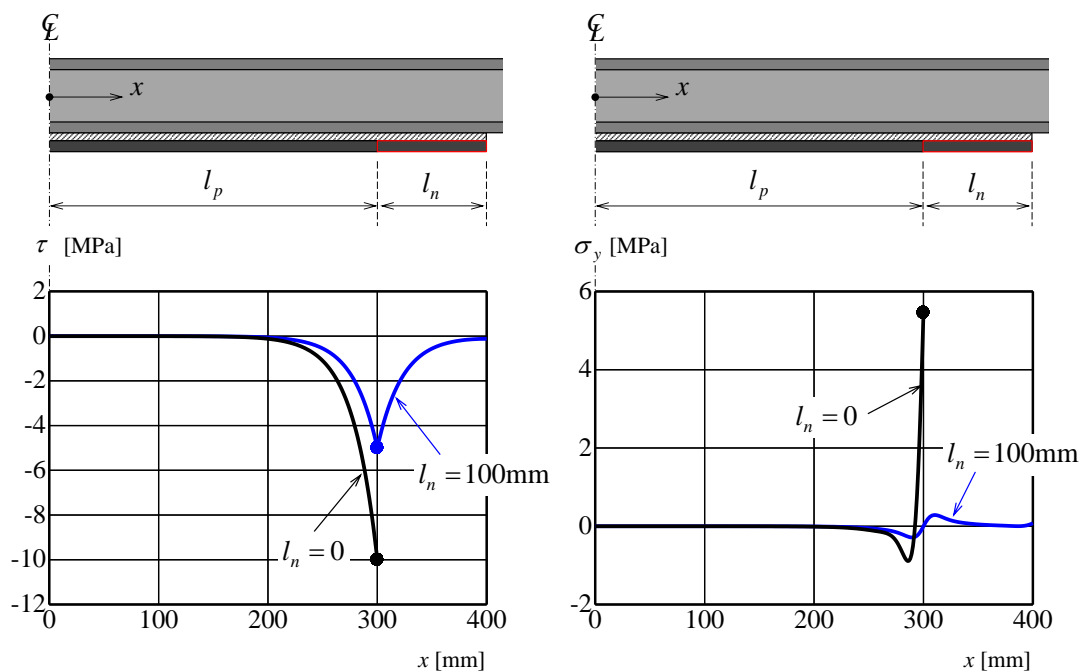 ℄ ℄
x x
l_p l_n l_p l_n
τ [MPa] σ_y [MPa]
2
0
-2
-4
-6
-8
-10
-12
l_n = 100mm
l_n = 0
0 100 200 300 400
x [mm]
6
4
2
0
-2
l_n = 0
l_n = 100mm
0 100 200 300 400
x [mm]